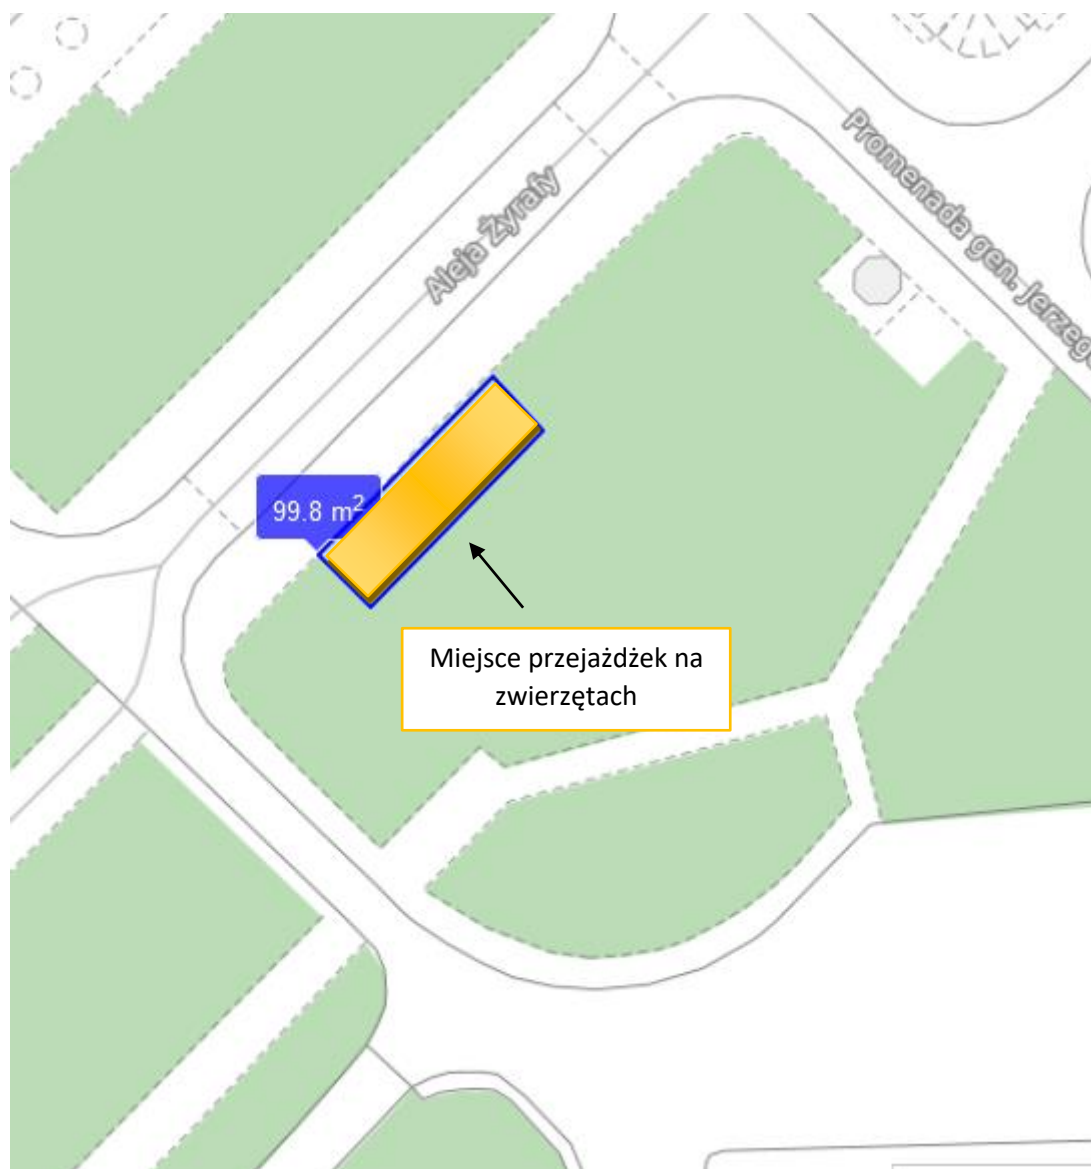 Promenada gen. Jerzego
Aleja Żyrafy
99.8 m²
Miejsce przejażdżek na
zwierzętach